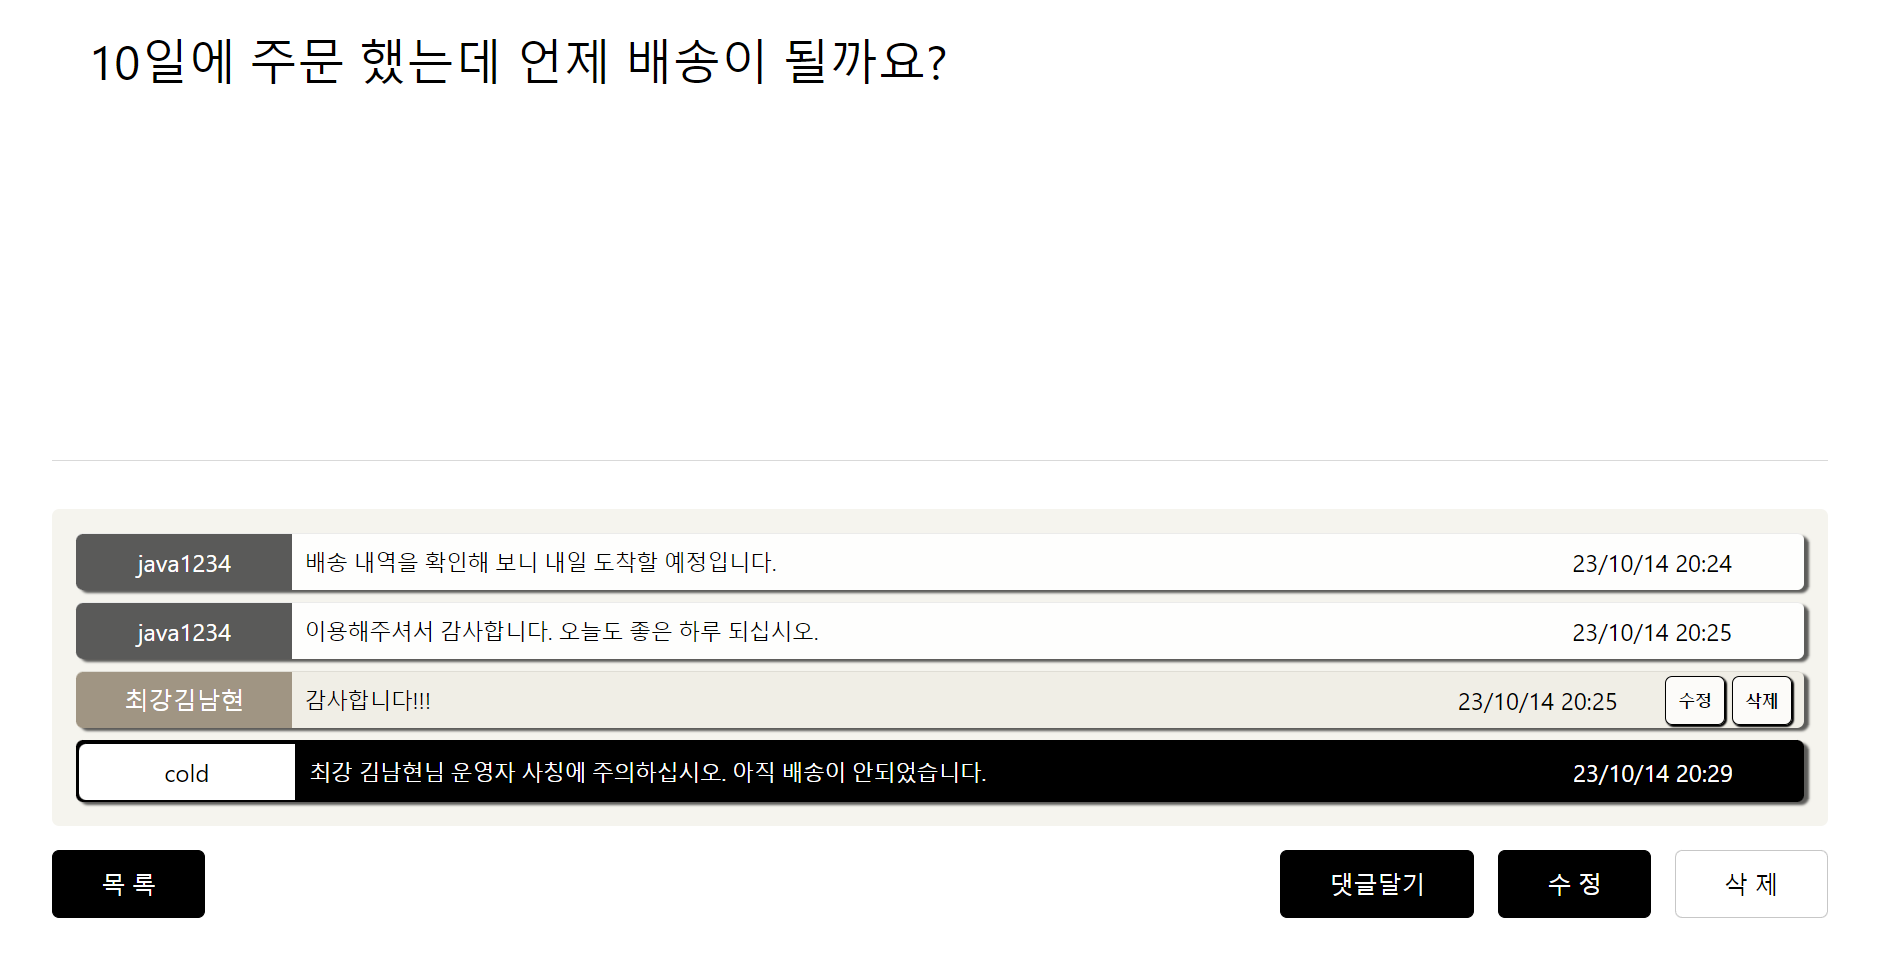 10일에 주문 했는데 언제 배송이 될까요?
java1234 배송 내역을 확인해 보니 내일 도착할 예정입니다. 23/10/14 20:24
java1234 이용해주셔서 감사합니다. 오늘도 좋은 하루 되십시오. 23/10/14 20:25
최강김남현 감사합니다!!! 23/10/14 20:25 수정 삭제
cold 최강 김남현님 운영자 사칭에 주의하십시오. 아직 배송이 안되었습니다. 23/10/14 20:29
목 록 댓글달기 수 정 삭 제